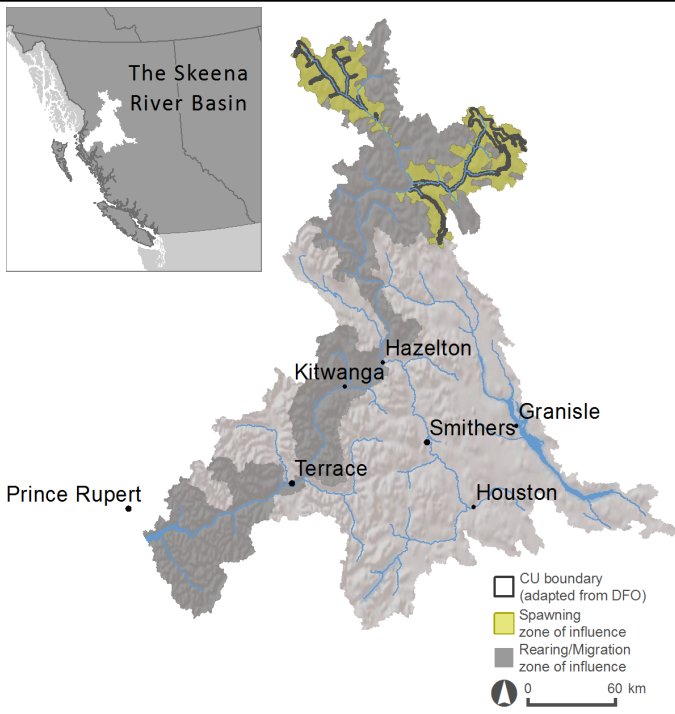 The Skeena
River Basin
Hazelton
Kitwanga
Granisle
Smithers
Terrace
Houston
Prince Rupert
CU boundary
(adapted from DFO)
Spawning
zone of influence
Rearing/Migration
zone of influence
0 60 km